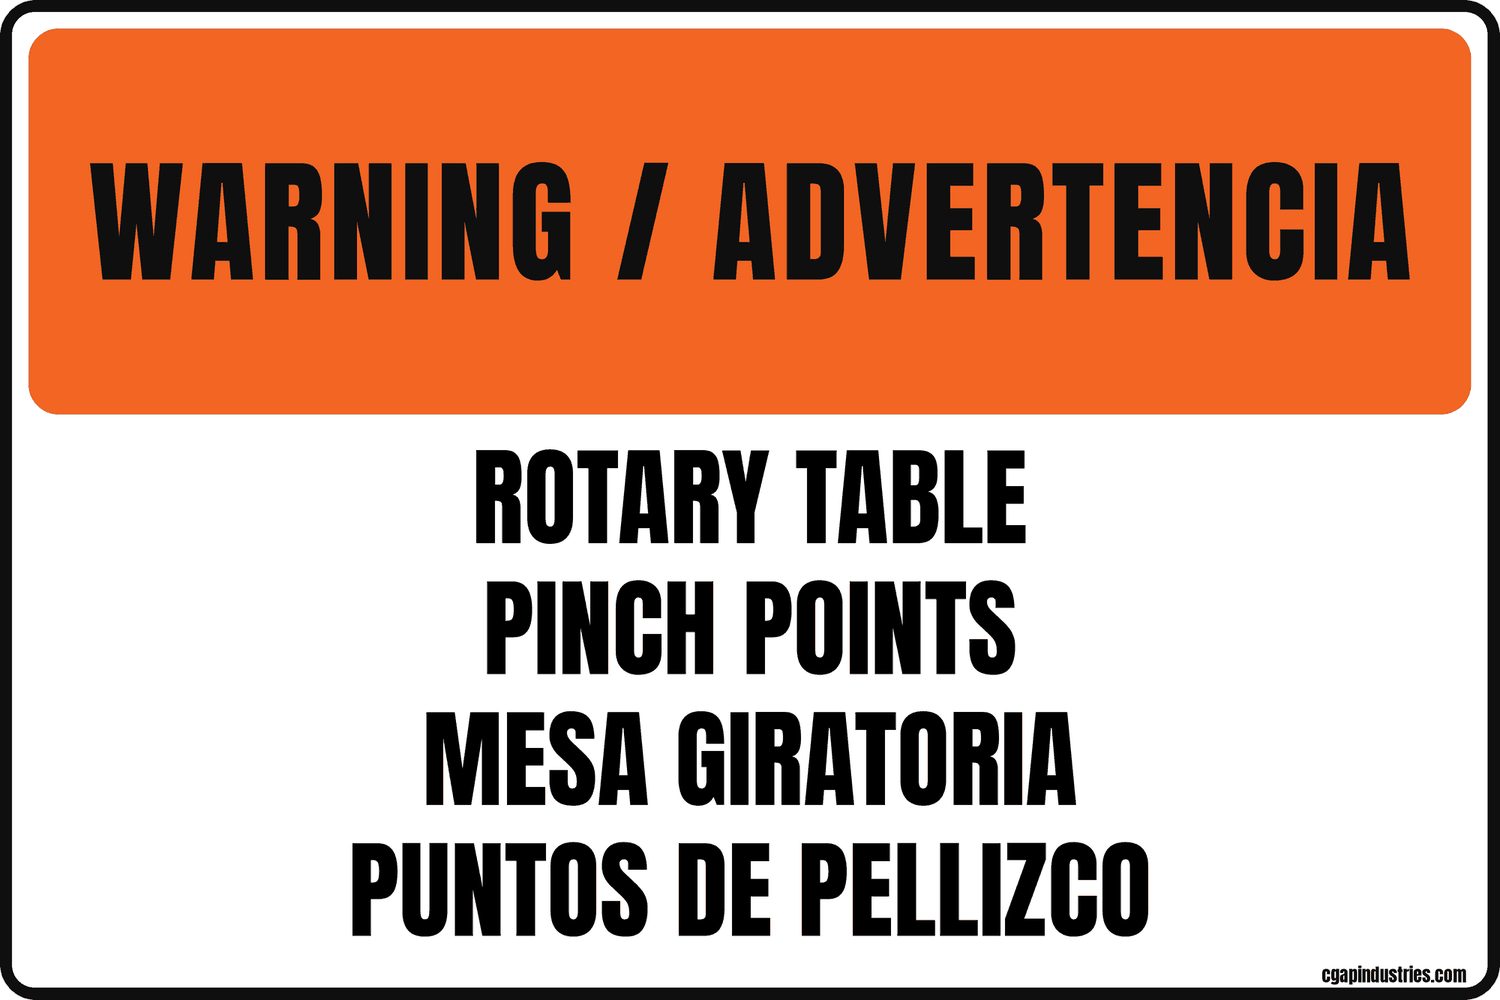 WARNING / ADVERTENCIA
ROTARY TABLE
PINCH POINTS
MESA GIRATORIA
PUNTOS DE PELLIZCO
cgapindustries.com